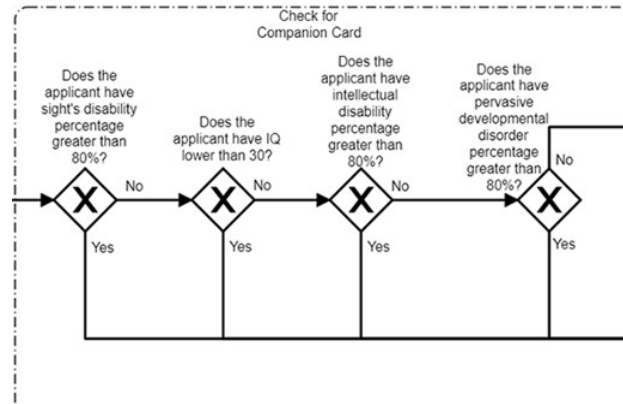 Check for
Companion Card
Does the
applicant have
sight's disability
percentage
greater than
80%?
No
Yes
Does the
applicant have IQ
lower than 30?
No
Yes
Does the
applicant have
intellectual
disability
percentage
greater than
80%?
No
Yes
Does the
applicant have
pervasive
developmental
disorder
percentage
greater than
80%?
No
Yes